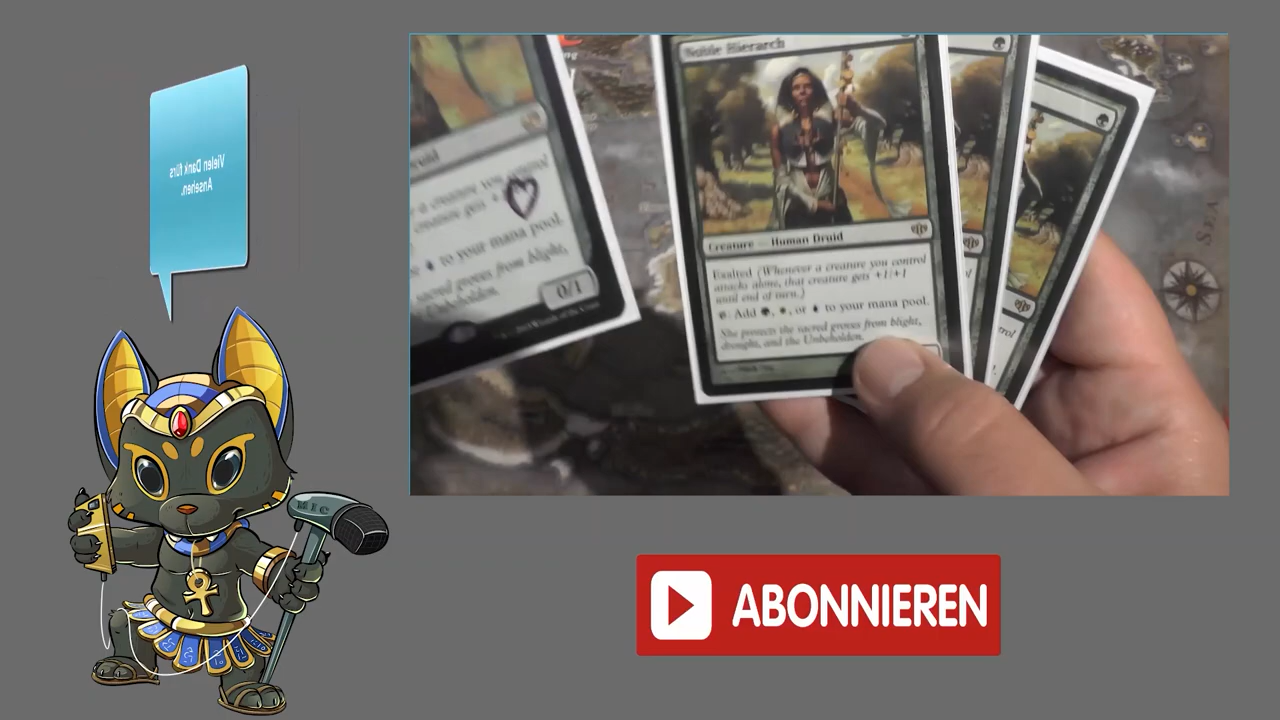 Vielen Dank fürs
Ansehen.
Noble Hierarch
Creature — Human Druid
Exalted (Whenever a creature you control
attacks alone, that creature gets +1/+1
until end of turn.)
: Add , , or to your mana pool.
She protects the sacred groves from blight,
drought, and the Unbeholden.
to your mana pool.
sacred groves from blight,
Unbeholden.
0/1
MIC
ABONNIEREN
SEA